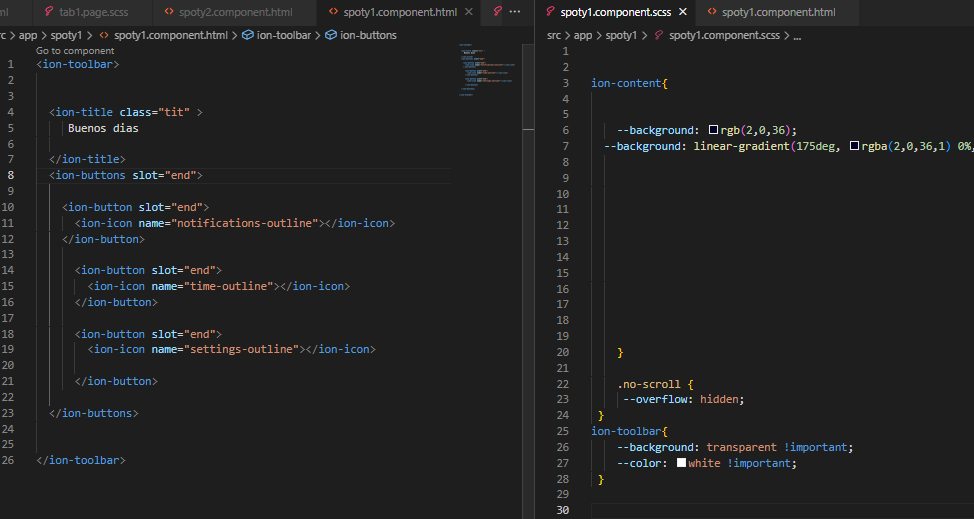 ml
tab1.page.scss
spoty2.component.html
spoty1.component.html
rc > app > spoty1 > spoty1.component.html > ion-toolbar > ion-buttons
Go to component
1 <ion-toolbar>
2
3
4 <ion-title class="tit" >
5 Buenos dias
6
7 </ion-title>
8 <ion-buttons slot="end">
9
10 <ion-button slot="end">
11 <ion-icon name="notifications-outline"></ion-icon>
12 </ion-button>
13
14 <ion-button slot="end">
15 <ion-icon name="time-outline"></ion-icon>
16 </ion-button>
17
18 <ion-button slot="end">
19 <ion-icon name="settings-outline"></ion-icon>
20
21 </ion-button>
22
23 </ion-buttons>
24
25
26 </ion-toolbar>
spoty1.component.scss
spoty1.component.html
src > app > spoty1 > spoty1.component.scss > ...
1
2
3 ion-content{
4
5
6 --background: rgb(2,0,36);
7 --background: linear-gradient(175deg, rgba(2,0,36,1) 0%,
8
9
10
11
12
13
14
15
16
17
18
19
20 }
21
22 .no-scroll {
23 --overflow: hidden;
24 }
25 ion-toolbar{
26 --background: transparent !important;
27 --color: white !important;
28 }
29
30